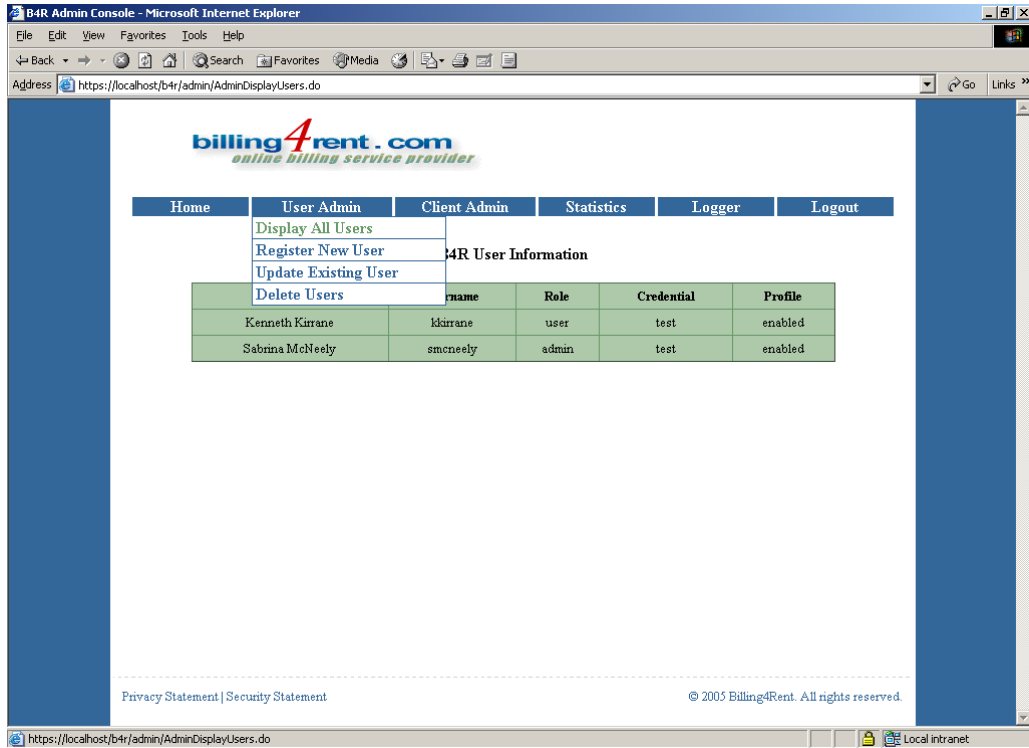 B4R Admin Console - Microsoft Internet Explorer
File Edit View Favorites Tools Help
Back Search Favorites Media
Address https://localhost/b4r/admin/AdminDisplayUsers.do Go Links »
billing4rent.com
online billing service provider
Home User Admin Client Admin Statistics Logger Logout
Display All Users
Register New User
Update Existing User
Delete Users
B4R User Information
Role Credential Profile
Kenneth Kirrane kkirrane user test enabled
Sabrina McNeely smcneely admin test enabled
Privacy Statement | Security Statement © 2005 Billing4Rent. All rights reserved.
https://localhost/b4r/admin/AdminDisplayUsers.do Local intranet